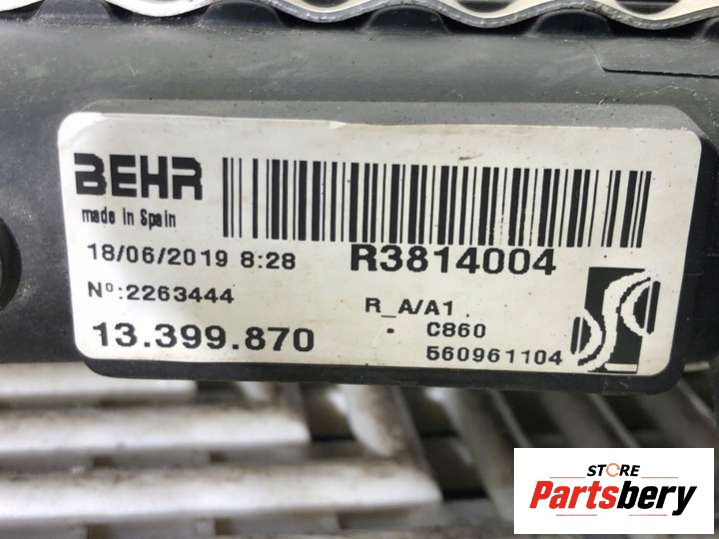 BEHR
made in Spain
18/06/2019 8:28
R3814004
Nº:2263444
R_A/A1
13.399.870
C860
560961104
STORE
Partsbery